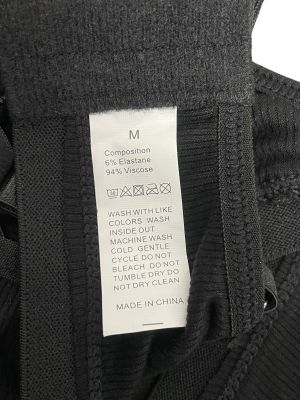 M
Composition
6% Elastane
94% Viscose
WASH WITH LIKE
COLORS WASH
INSIDE OUT.
MACHINE WASH
COLD GENTLE
CYCLE DO NOT
BLEACH DO NOT
TUMBLE DRY DO
NOT DRY CLEAN
MADE IN CHINA